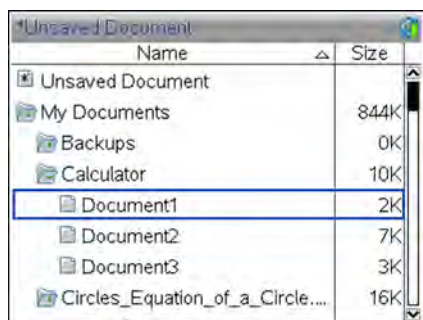 *Unsaved Document
Name Size
Unsaved Document
My Documents 844K
Backups 0K
Calculator 10K
Document1 2K
Document2 7K
Document3 3K
Circles_Equation_of_a_Circle.... 16K